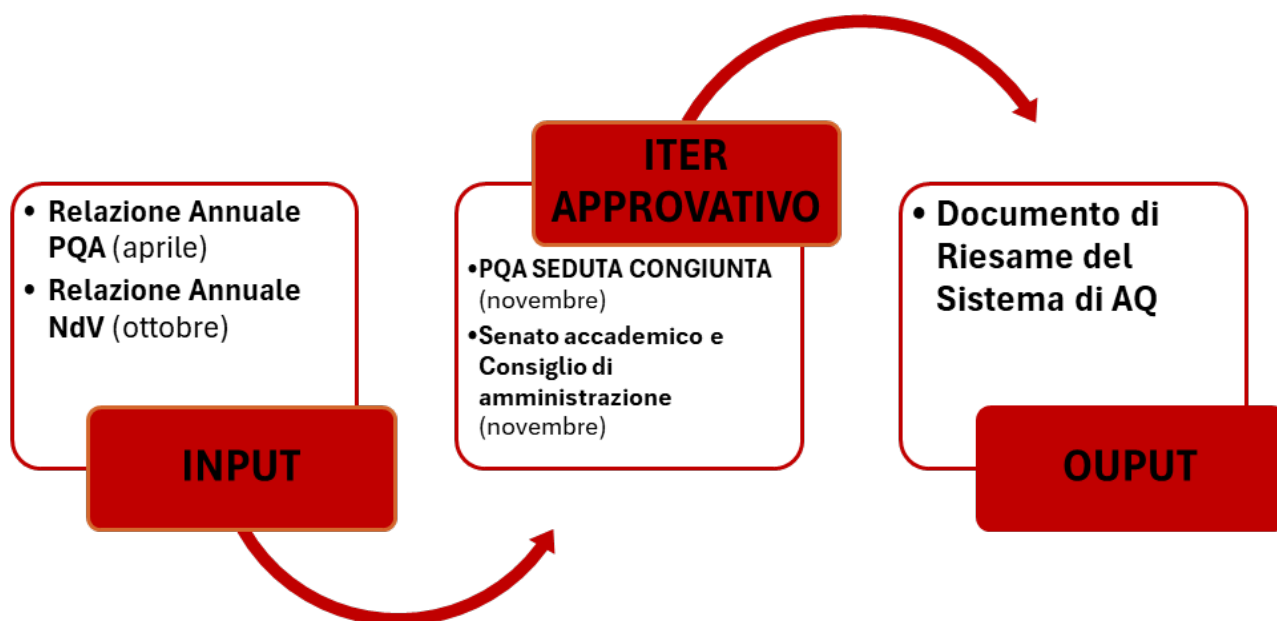 • Relazione Annuale
PQA (aprile)
• Relazione Annuale
NdV (ottobre)
INPUT
ITER
APPROVATIVO
•PQA SEDUTA CONGIUNTA
(novembre)
•Senato accademico e
Consiglio di
amministrazione
(novembre)
• Documento di
Riesame del
Sistema di AQ
OUPUT